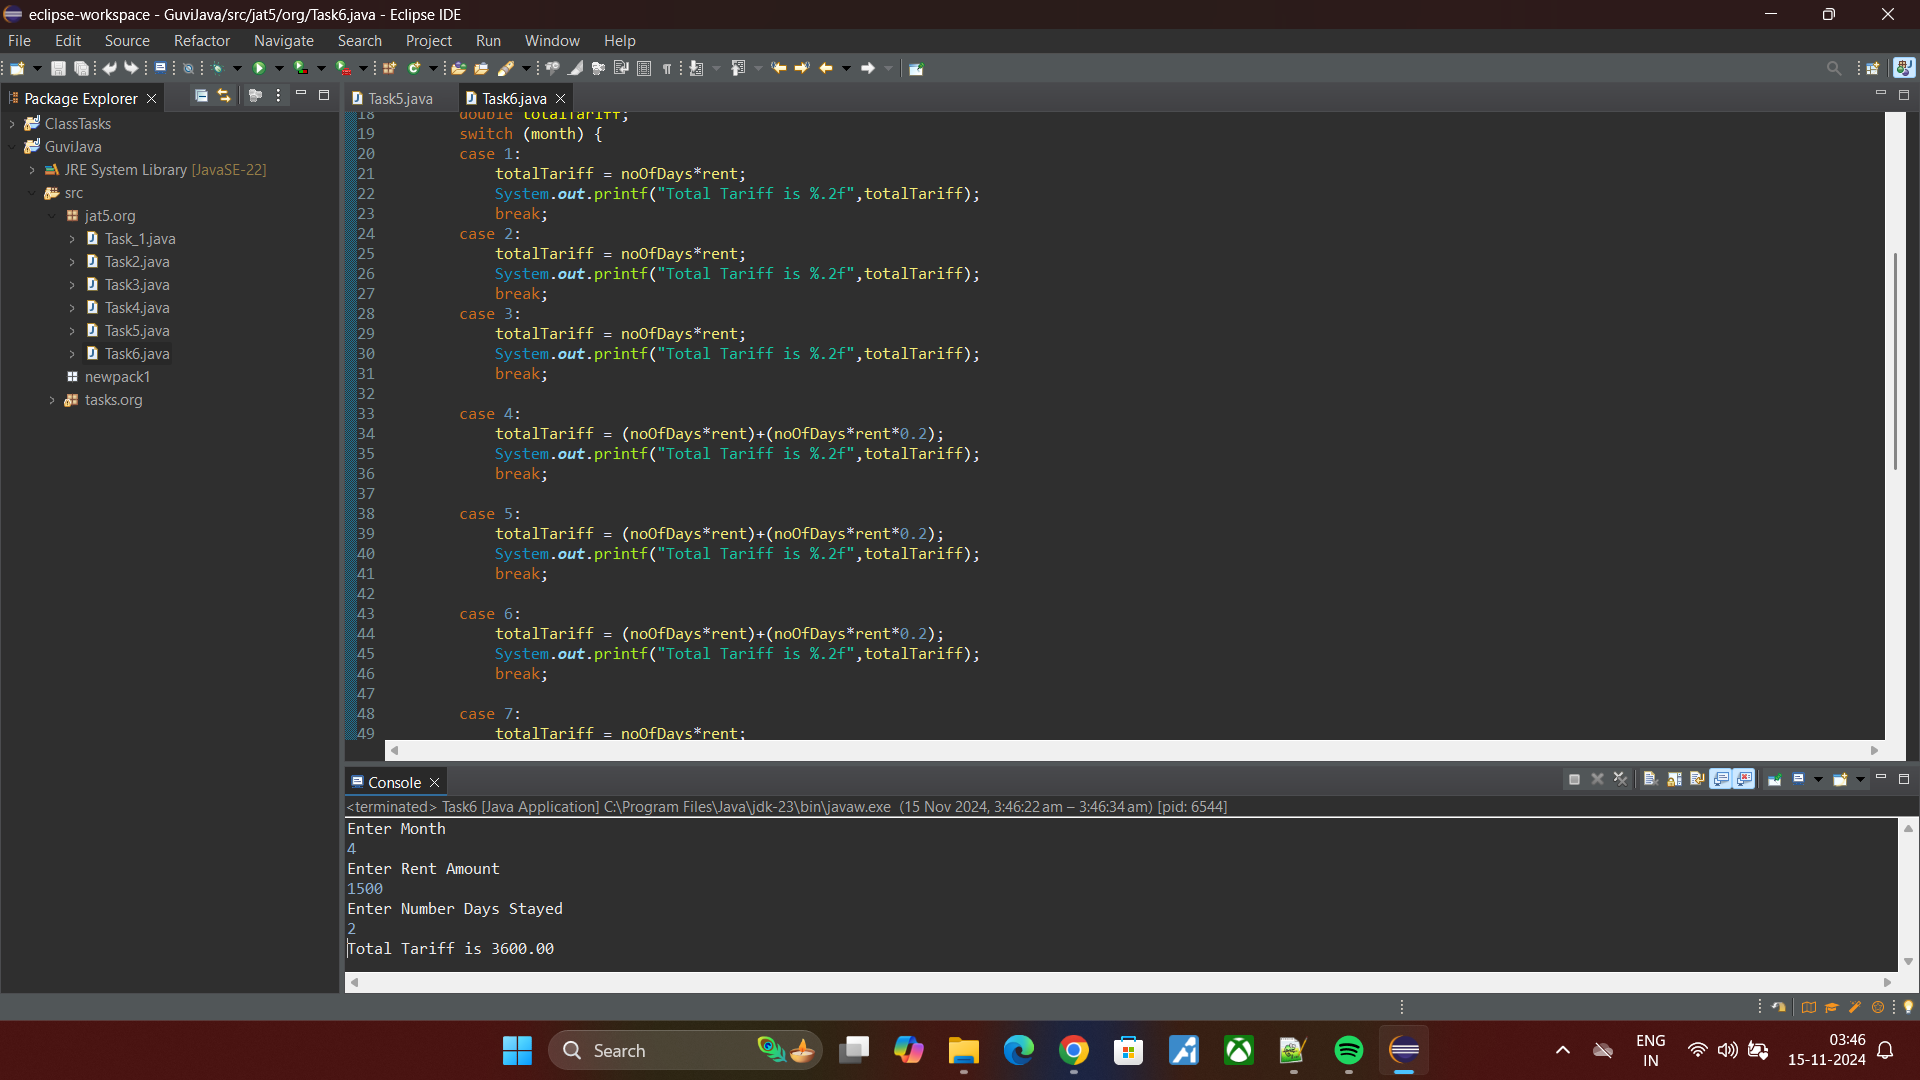 eclipse-workspace - GuviJava/src/jat5/org/Task6.java - Eclipse IDE
File Edit Source Refactor Navigate Search Project Run Window Help
Package Explorer
ClassTasks
GuviJava
JRE System Library [JavaSE-22]
src
jat5.org
Task_1.java
Task2.java
Task3.java
Task4.java
Task5.java
Task6.java
newpack1
tasks.org
Task5.java Task6.java
18 double totalTariff;
19 switch (month) {
20 case 1:
21 totalTariff = noOfDays*rent;
22 System.out.printf("Total Tariff is %.2f",totalTariff);
23 break;
24 case 2:
25 totalTariff = noOfDays*rent;
26 System.out.printf("Total Tariff is %.2f",totalTariff);
27 break;
28 case 3:
29 totalTariff = noOfDays*rent;
30 System.out.printf("Total Tariff is %.2f",totalTariff);
31 break;
32
33 case 4:
34 totalTariff = (noOfDays*rent)+(noOfDays*rent*0.2);
35 System.out.printf("Total Tariff is %.2f",totalTariff);
36 break;
37
38 case 5:
39 totalTariff = (noOfDays*rent)+(noOfDays*rent*0.2);
40 System.out.printf("Total Tariff is %.2f",totalTariff);
41 break;
42
43 case 6:
44 totalTariff = (noOfDays*rent)+(noOfDays*rent*0.2);
45 System.out.printf("Total Tariff is %.2f",totalTariff);
46 break;
47
48 case 7:
49 totalTariff = noOfDays*rent;
Console
<terminated> Task6 [Java Application] C:\Program Files\Java\jdk-23\bin\javaw.exe (15 Nov 2024, 3:46:22 am – 3:46:34 am) [pid: 6544]
Enter Month
4
Enter Rent Amount
1500
Enter Number Days Stayed
2
Total Tariff is 3600.00
Search
ENG
IN
03:46
15-11-2024